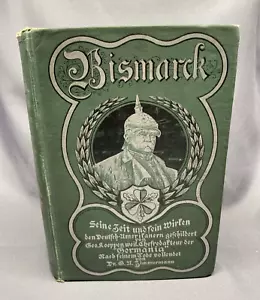 Bismarck
Seine Zeit und sein Wirken
den Deutsch-Amerikanern geschildert
Geo. Koeppen weil. Chefredakteur der
"Germania"
Nach seinem Tode vollendet
Dr. G. A. Zimmermann